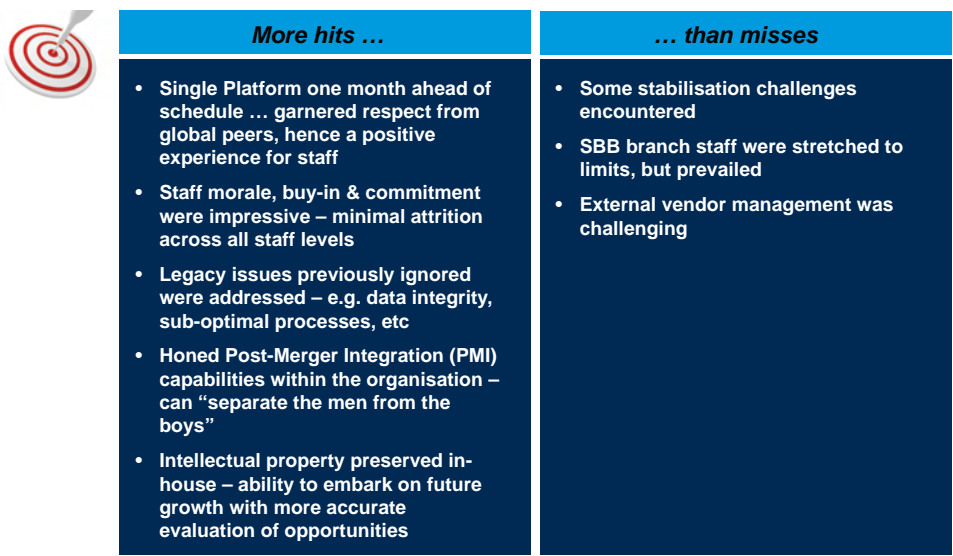 More hits …
• Single Platform one month ahead of
schedule … garnered respect from
global peers, hence a positive
experience for staff
• Staff morale, buy-in & commitment
were impressive – minimal attrition
across all staff levels
• Legacy issues previously ignored
were addressed – e.g. data integrity,
sub-optimal processes, etc
• Honed Post-Merger Integration (PMI)
capabilities within the organisation –
can “separate the men from the
boys”
• Intellectual property preserved in-
house – ability to embark on future
growth with more accurate
evaluation of opportunities
… than misses
• Some stabilisation challenges
encountered
• SBB branch staff were stretched to
limits, but prevailed
• External vendor management was
challenging